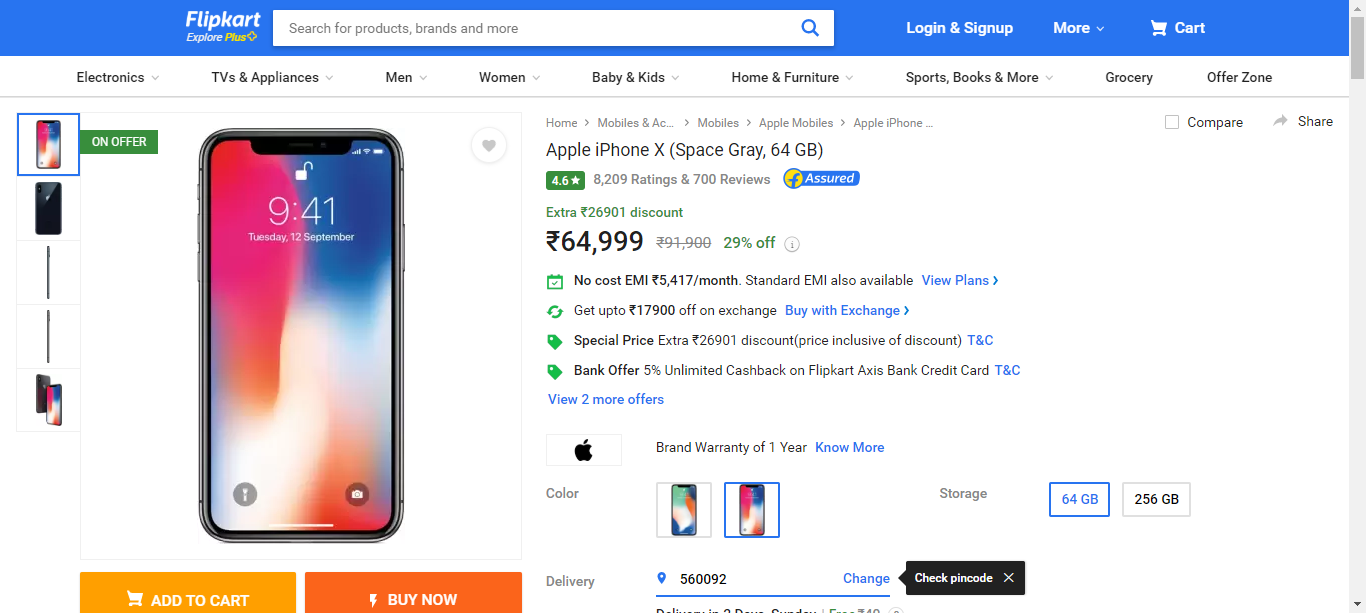 Flipkart
Explore Plus
Search for products, brands and more
Login & Signup
More
Cart
Electronics
TVs & Appliances
Men
Women
Baby & Kids
Home & Furniture
Sports, Books & More
Grocery
Offer Zone
ON OFFER
9:41
Tuesday, 12 September
Home > Mobiles & Ac... > Mobiles > Apple Mobiles > Apple iPhone ...
Compare
Share
Apple iPhone X (Space Gray, 64 GB)
4.6★ 8,209 Ratings & 700 Reviews Assured
Extra ₹26901 discount
₹64,999 ₹91,900 29% off
No cost EMI ₹5,417/month. Standard EMI also available View Plans >
Get upto ₹17900 off on exchange Buy with Exchange >
Special Price Extra ₹26901 discount(price inclusive of discount) T&C
Bank Offer 5% Unlimited Cashback on Flipkart Axis Bank Credit Card T&C
View 2 more offers
Brand Warranty of 1 Year Know More
Color
Storage
64 GB
256 GB
Delivery
560092
Change
Check pincode ✕
ADD TO CART
BUY NOW
Delivery in 2 Days, Sunday | Free ₹40